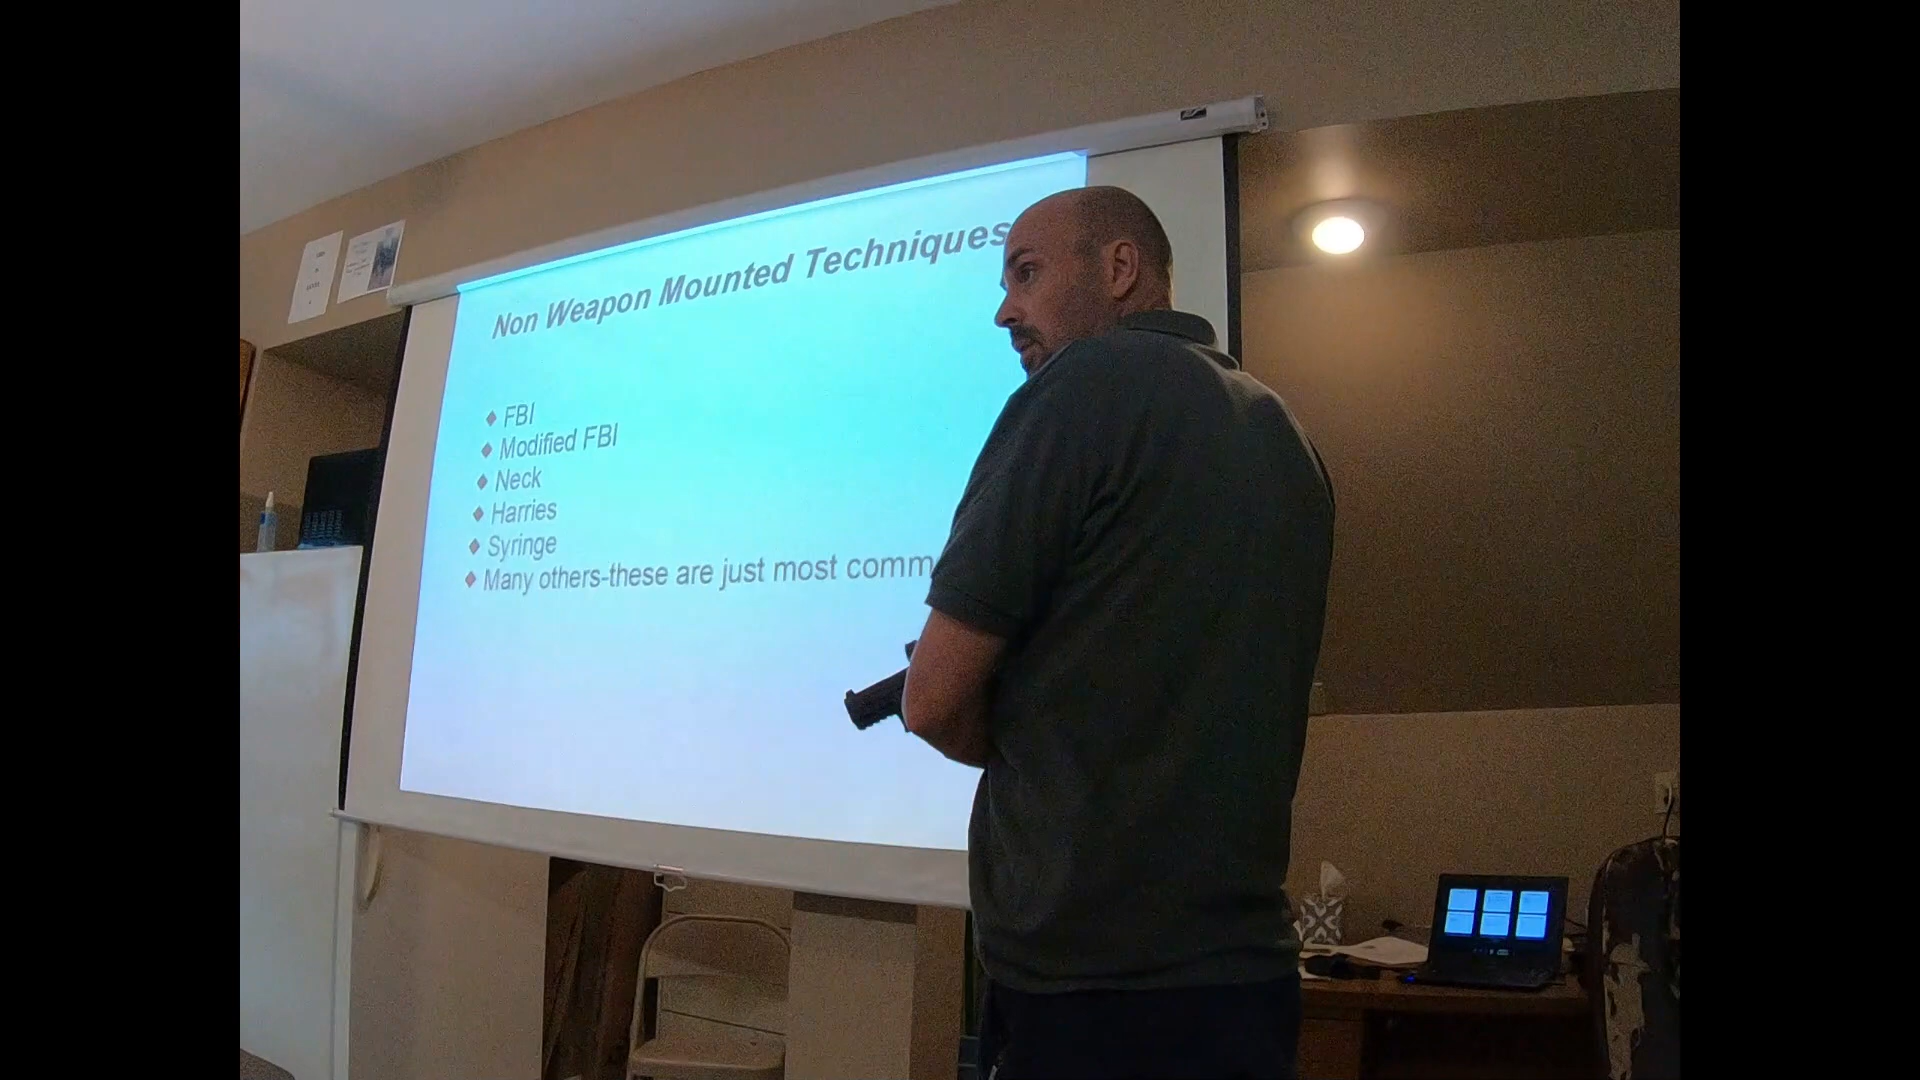 Non Weapon Mounted Techniques
FBI
Modified FBI
Neck
Harries
Syringe
Many others-these are just most comm